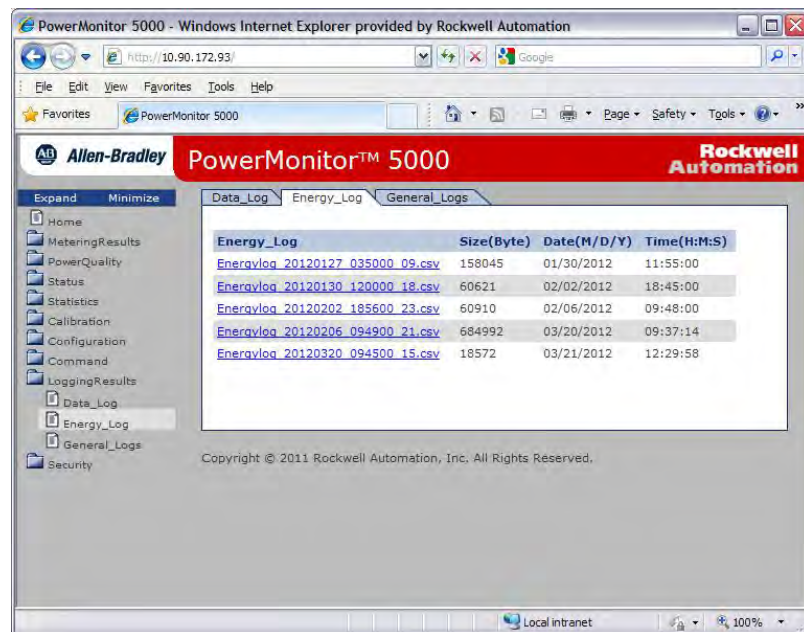 PowerMonitor 5000 - Windows Internet Explorer provided by Rockwell Automation
http://10.90.172.93/
Google
File Edit View Favorites Tools Help
Favorites PowerMonitor 5000 Page Safety Tools »
AB Allen-Bradley PowerMonitor™ 5000 Rockwell Automation
Expand Minimize
Home
MeteringResults
PowerQuality
Status
Statistics
Calibration
Configuration
Command
LoggingResults
Data_Log
Energy_Log
General_Logs
Security
Data_Log Energy_Log General_Logs
Energy_Log Size(Byte) Date(M/D/Y) Time(H:M:S)
Energylog_20120127_035000_09.csv 158045 01/30/2012 11:55:00
Energylog_20120130_120000_18.csv 60621 02/02/2012 18:45:00
Energylog_20120202_185600_23.csv 60910 02/06/2012 09:48:00
Energylog_20120206_094900_21.csv 684992 03/20/2012 09:37:14
Energylog_20120320_094500_15.csv 18572 03/21/2012 12:29:58
Copyright © 2011 Rockwell Automation, Inc. All Rights Reserved.
Local intranet 100%